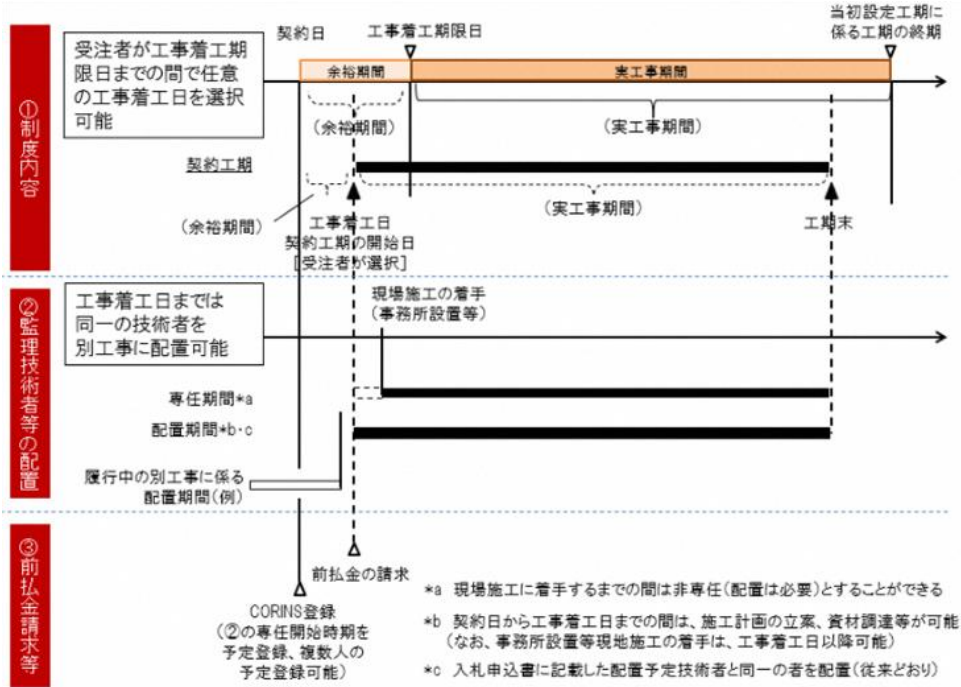 ①制度内容
受注者が工事着工期
限日までの間で任意
の工事着工日を選択
可能
契約日
工事着工期限日
当初設定工期に
係る工期の終期
余裕期間
実工事期間
(余裕期間)
(実工事期間)
契約工期
(余裕期間)
(実工事期間)
工事着工日
契約工期の開始日
[受注者が選択]
工期末
②監理技術者等の配置
工事着工日までは
同一の技術者を
別工事に配置可能
現場施工の着手
(事務所設置等)
専任期間*a
配置期間*b・c
履行中の別工事に係る
配置期間(例)
③前払金請求等
前払金の請求
CORINS登録
(②の専任開始時期を
予定登録、複数人の
予定登録可能)
*a 現場施工に着手するまでの間は非専任(配置は必要)とすることができる
*b 契約日から工事着工日までの間は、施工計画の立案、資材調達等が可能
(なお、事務所設置等現地施工の着手は、工事着工日以降可能)
*c 入札申込書に記載した配置予定技術者と同一の者を配置(従来どおり)